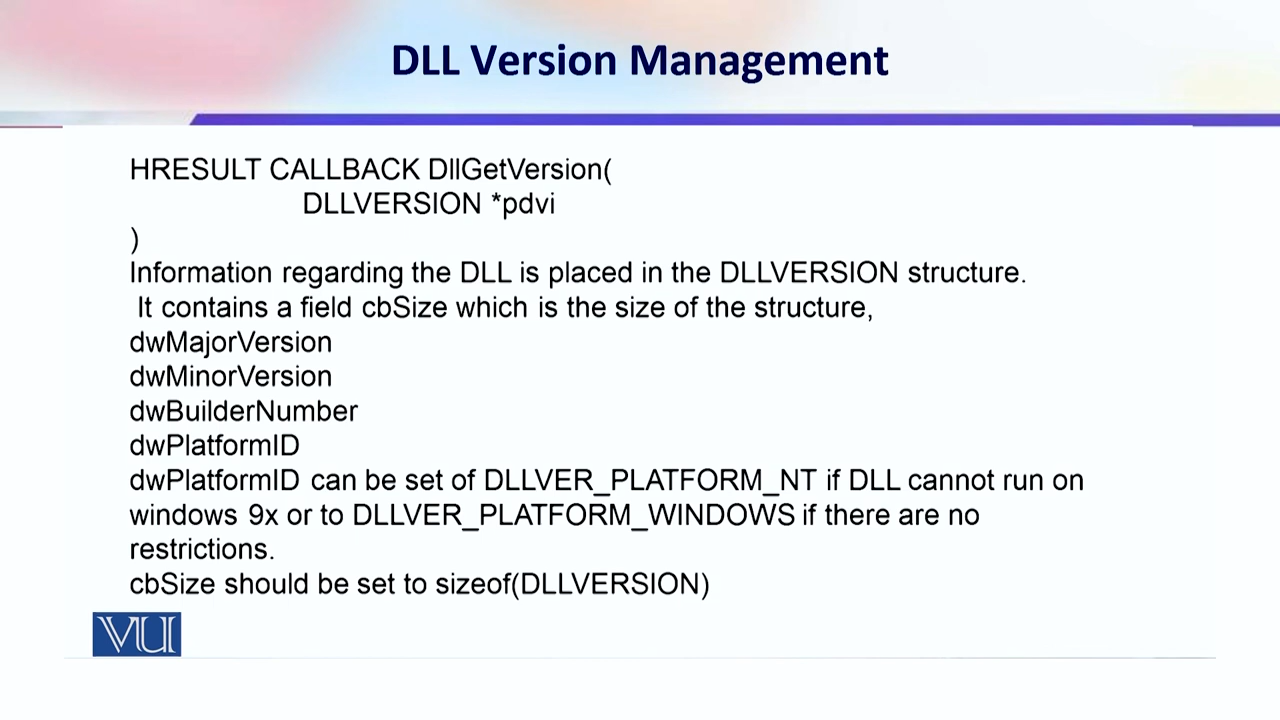 DLL Version Management
HRESULT CALLBACK DllGetVersion(
DLLVERSION *pdvi
)
Information regarding the DLL is placed in the DLLVERSION structure.
It contains a field cbSize which is the size of the structure,
dwMajorVersion
dwMinorVersion
dwBuilderNumber
dwPlatformID
dwPlatformID can be set of DLLVER_PLATFORM_NT if DLL cannot run on
windows 9x or to DLLVER_PLATFORM_WINDOWS if there are no
restrictions.
cbSize should be set to sizeof(DLLVERSION)
VU